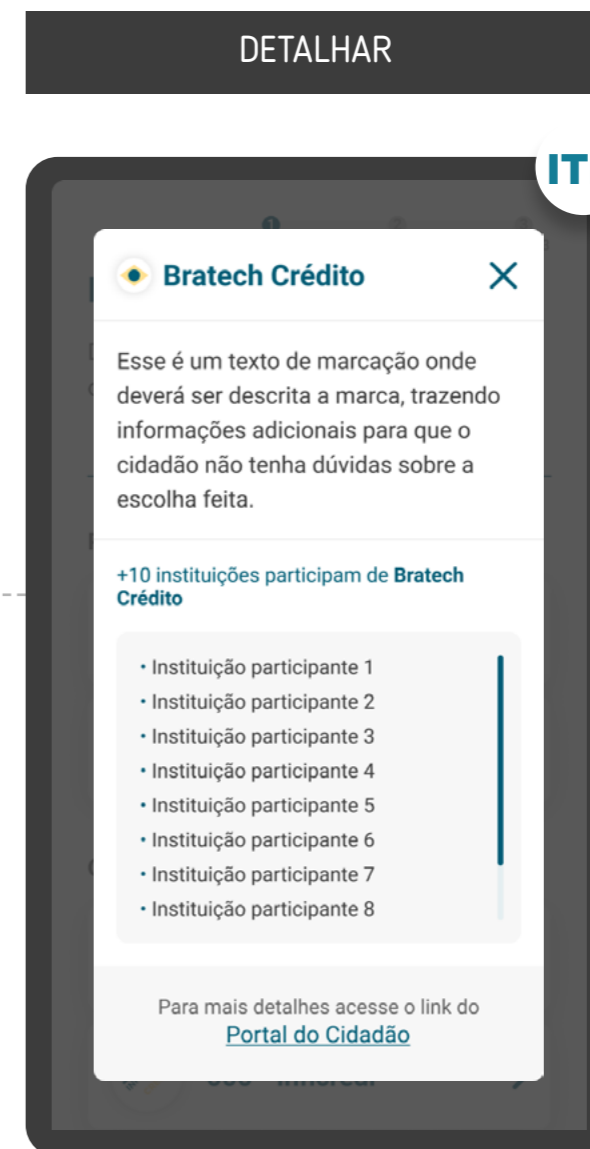 DETALHAR
IT
1
2
Bratech Crédito
Esse é um texto de marcação onde
deverá ser descrita a marca, trazendo
informações adicionais para que o
cidadão não tenha dúvidas sobre a
escolha feita.
+10 instituições participam de Bratech
Crédito
• Instituição participante 1
• Instituição participante 2
• Instituição participante 3
• Instituição participante 4
• Instituição participante 5
• Instituição participante 6
• Instituição participante 7
• Instituição participante 8
Para mais detalhes acesse o link do
Portal do Cidadão